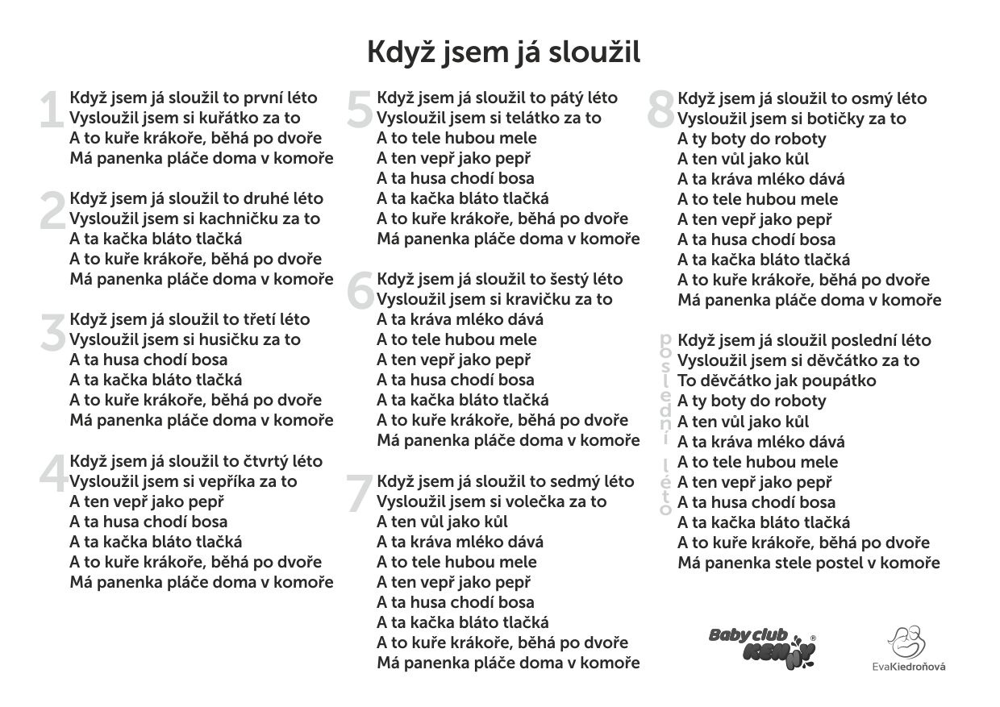 Když jsem já sloužil
1
Když jsem já sloužil to první léto
Vysloužil jsem si kuřátko za to
A to kuře krákoře, běhá po dvoře
Má panenka pláče doma v komoře
2
Když jsem já sloužil to druhé léto
Vysloužil jsem si kachničku za to
A ta kačka bláto tlačká
A to kuře krákoře, běhá po dvoře
Má panenka pláče doma v komoře
3
Když jsem já sloužil to třetí léto
Vysloužil jsem si husičku za to
A ta husa chodí bosa
A ta kačka bláto tlačká
A to kuře krákoře, běhá po dvoře
Má panenka pláče doma v komoře
4
Když jsem já sloužil to čtvrtý léto
Vysloužil jsem si vepříka za to
A ten vepř jako pepř
A ta husa chodí bosa
A ta kačka bláto tlačká
A to kuře krákoře, běhá po dvoře
Má panenka pláče doma v komoře
5
Když jsem já sloužil to pátý léto
Vysloužil jsem si telátko za to
A to tele hubou mele
A ten vepř jako pepř
A ta husa chodí bosa
A ta kačka bláto tlačká
A to kuře krákoře, běhá po dvoře
Má panenka pláče doma v komoře
6
Když jsem já sloužil to šestý léto
Vysloužil jsem si kravičku za to
A ta kráva mléko dává
A to tele hubou mele
A ten vepř jako pepř
A ta husa chodí bosa
A ta kačka bláto tlačká
A to kuře krákoře, běhá po dvoře
Má panenka pláče doma v komoře
7
Když jsem já sloužil to sedmý léto
Vysloužil jsem si volečka za to
A ten vůl jako kůl
A ta kráva mléko dává
A to tele hubou mele
A ten vepř jako pepř
A ta husa chodí bosa
A ta kačka bláto tlačká
A to kuře krákoře, běhá po dvoře
Má panenka pláče doma v komoře
8
Když jsem já sloužil to osmý léto
Vysloužil jsem si botičky za to
A ty boty do roboty
A ten vůl jako kůl
A ta kráva mléko dává
A to tele hubou mele
A ten vepř jako pepř
A ta husa chodí bosa
A ta kačka bláto tlačká
A to kuře krákoře, běhá po dvoře
Má panenka pláče doma v komoře
poslední léto
Když jsem já sloužil poslední léto
Vysloužil jsem si děvčátko za to
To děvčátko jak poupátko
A ty boty do roboty
A ten vůl jako kůl
A ta kráva mléko dává
A to tele hubou mele
A ten vepř jako pepř
A ta husa chodí bosa
A ta kačka bláto tlačká
A to kuře krákoře, běhá po dvoře
Má panenka stele postel v komoře
Baby club
KENNY ®
EvaKiedroňová